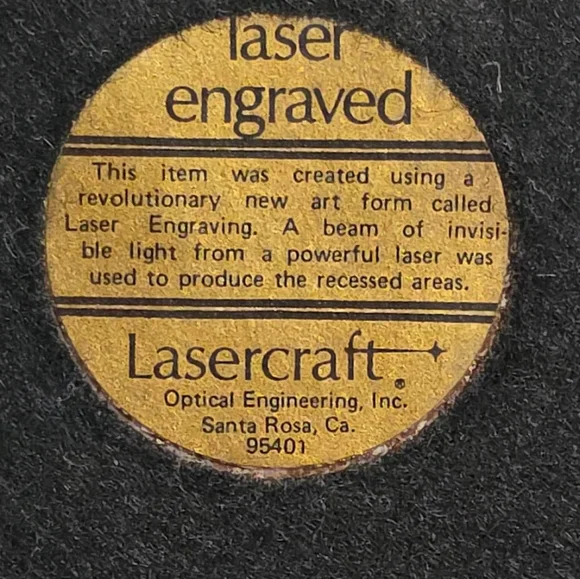 laser
engraved
This item was created using a
revolutionary new art form called
Laser Engraving. A beam of invisi-
ble light from a powerful laser was
used to produce the recessed areas.
Lasercraft®
Optical Engineering, Inc.
Santa Rosa, Ca.
95401